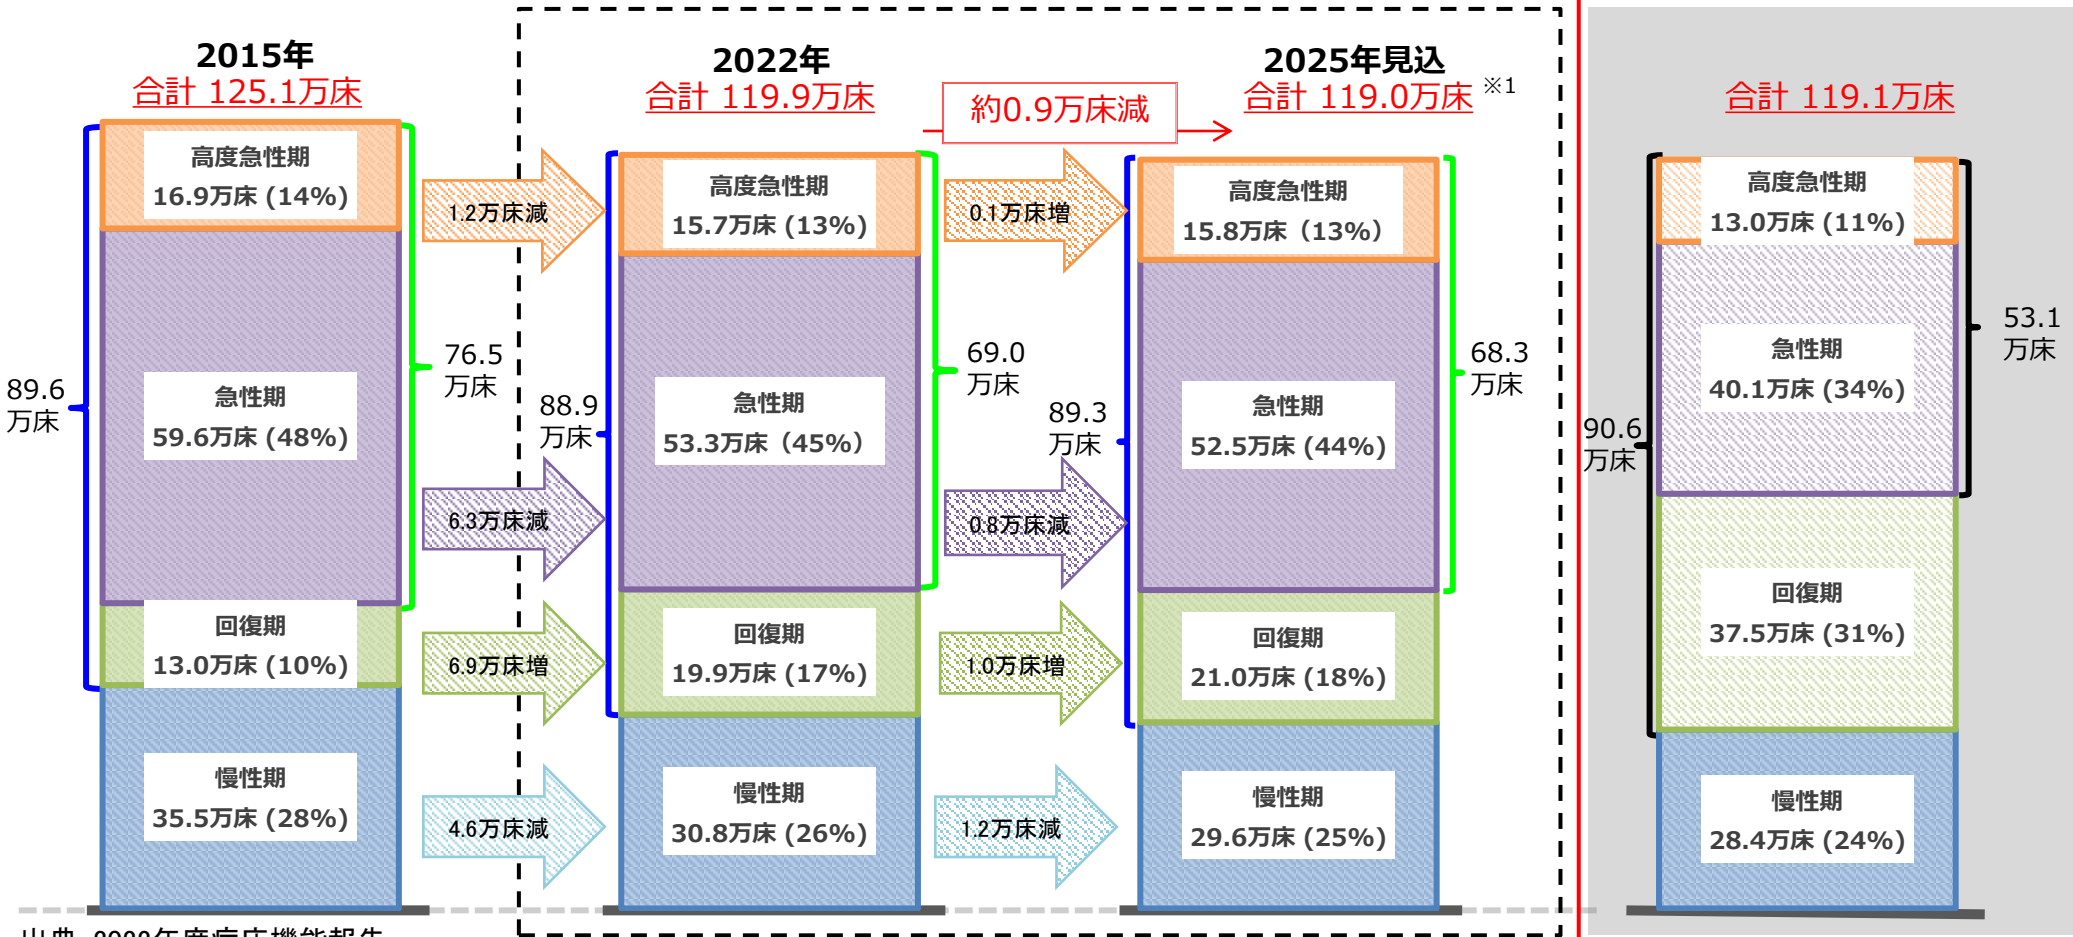 2015年
合計 125.1万床
高度急性期
16.9万床 (14%)
急性期
59.6万床 (48%)
回復期
13.0万床 (10%)
慢性期
35.5万床 (28%)
89.6
万床
76.5
万床
1.2万床減
6.3万床減
6.9万床増
4.6万床減
2022年
合計 119.9万床
高度急性期
15.7万床 (13%)
急性期
53.3万床（45%）
回復期
19.9万床 (17%)
慢性期
30.8万床 (26%)
88.9
万床
69.0
万床
約0.9万床減
0.1万床増
0.8万床減
1.0万床増
1.2万床減
2025年見込
合計 119.0万床 ※1
高度急性期
15.8万床（13%）
急性期
52.5万床 (44%)
回復期
21.0万床 (18%)
慢性期
29.6万床 (25%)
89.3
万床
68.3
万床
合計 119.1万床
高度急性期
13.0万床 (11%)
急性期
40.1万床 (34%)
回復期
37.5万床 (31%)
慢性期
28.4万床 (24%)
90.6
万床
53.1
万床